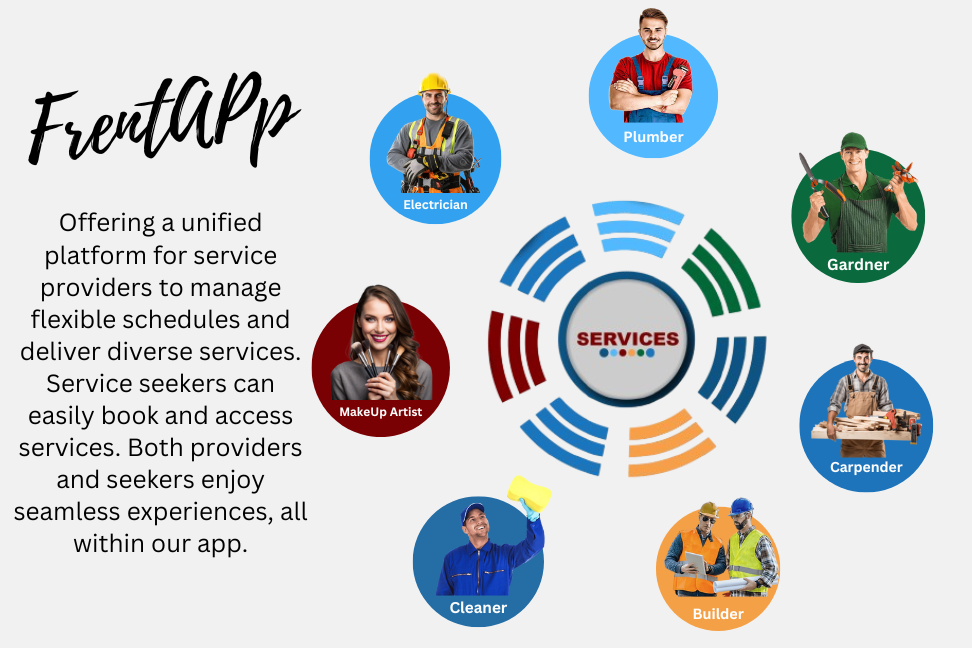 FrentAPp
Offering a unified
platform for service
providers to manage
flexible schedules and
deliver diverse services.
Service seekers can
easily book and access
services. Both providers
and seekers enjoy
seamless experiences, all
within our app.
Plumber
Electrician
Gardner
SERVICES
MakeUp Artist
Carpender
Cleaner
Builder